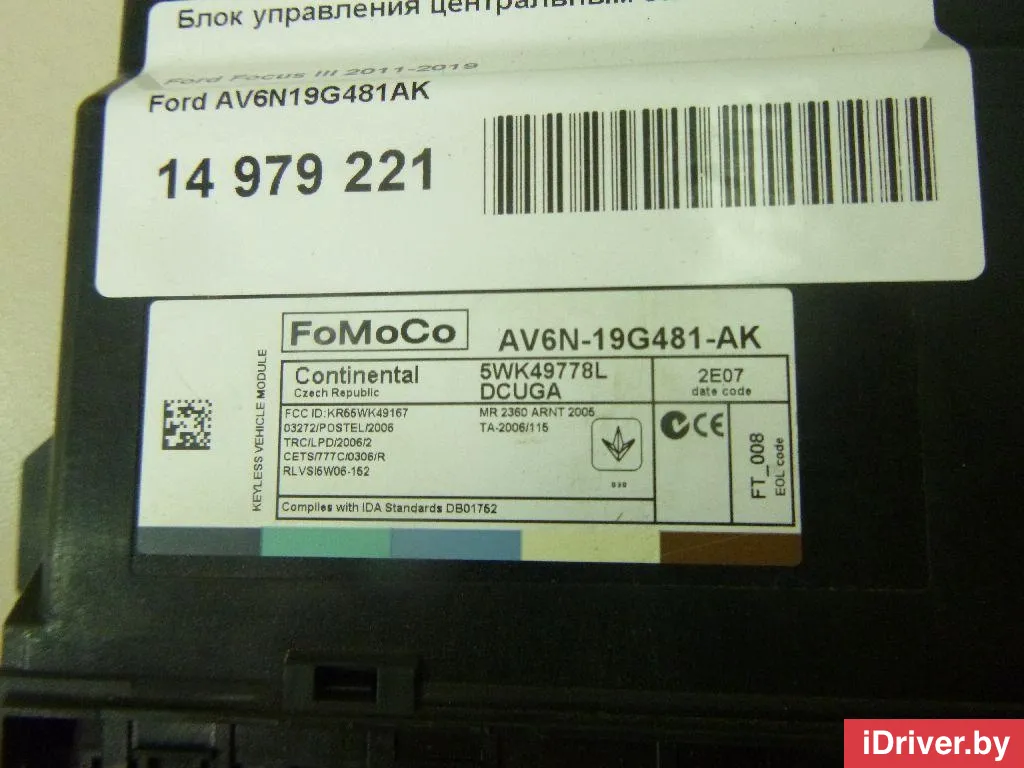 Блок управления центральным
Ford Focus III 2011-2019
Ford AV6N19G481AK
14 979 221
KEYLESS VEHICLE MODULE
FoMoCo
AV6N-19G481-AK
Continental
Czech Republic
5WK49778L
DCUGA
2E07
date code
FCC ID:KR55WK49167
03272/POSTEL/2006
TRC/LPD/2006/2
CETS/777C/0306/R
RLVSI5W06-152
MR 2360 ARNT 2005
TA-2006/115
CE
FT_008
EOL code
Complies with IDA Standards DB01752
iDriver.by